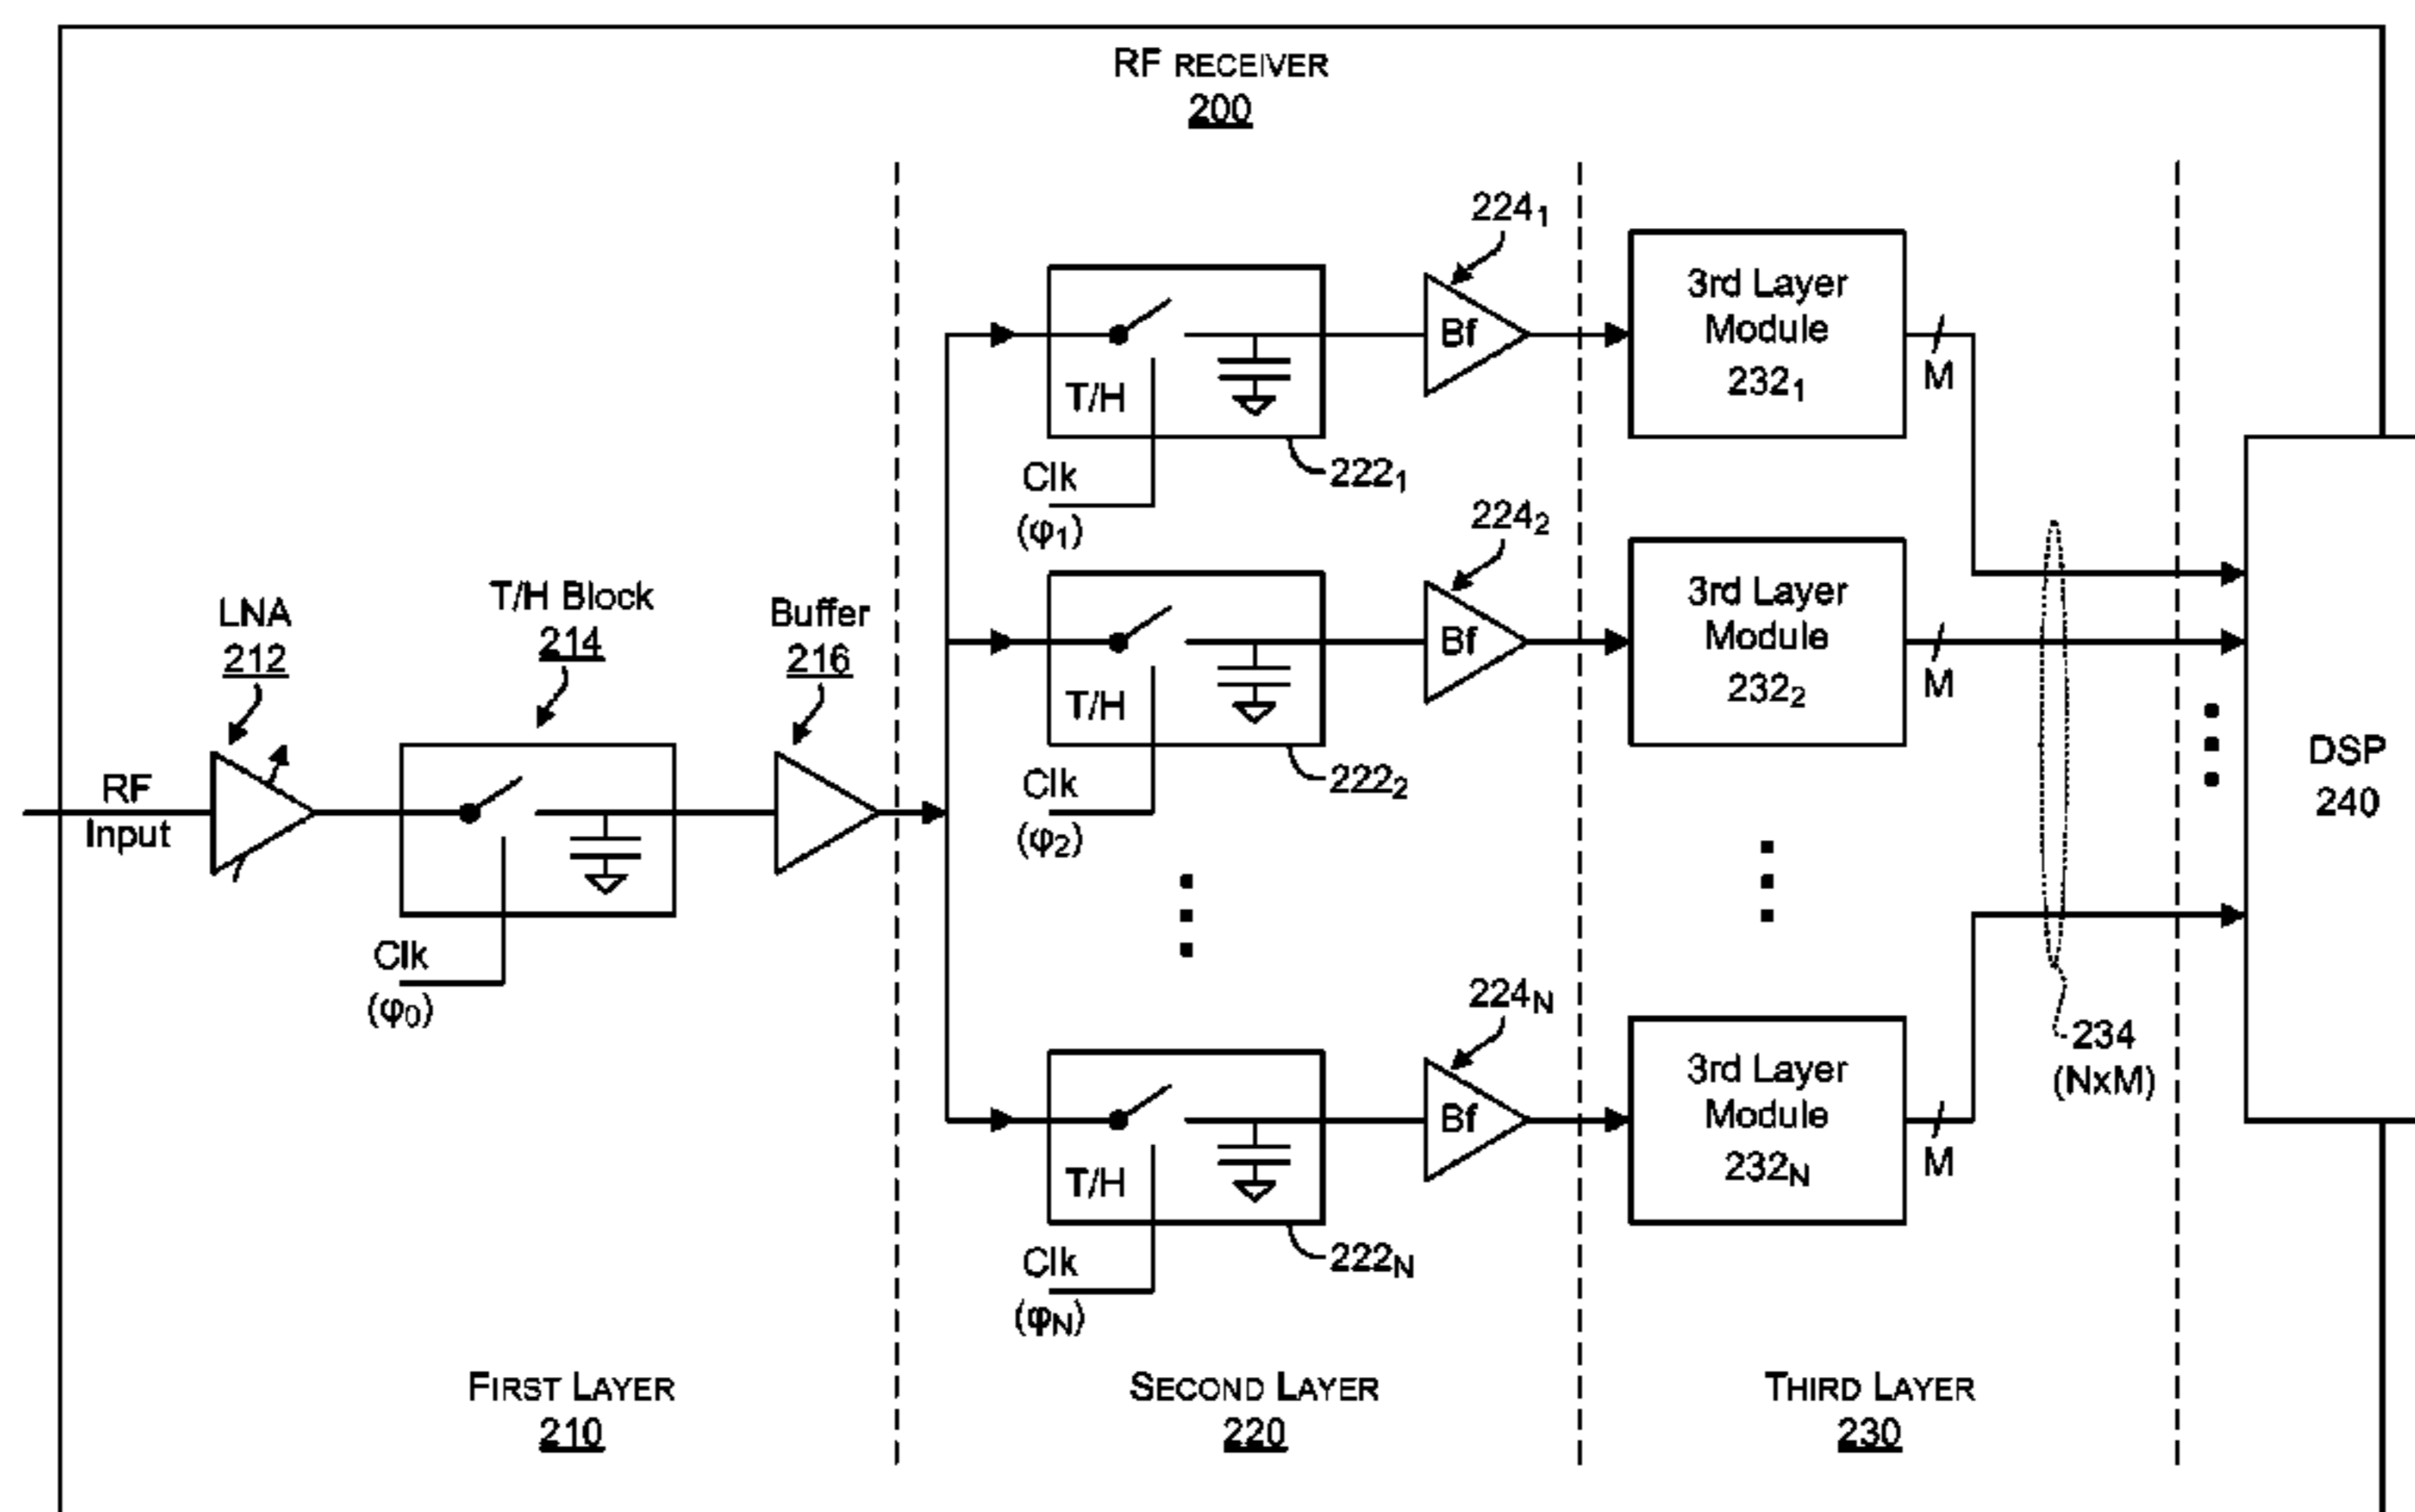 RF RECEIVER
200
224₁
3rd Layer
Module
232₁
Bf
M
T/H
Clk
(φ₁)
222₁
224₂
3rd Layer
Module
232₂
Bf
M
T/H
Clk
(φ₂)
222₂
LNA
212
T/H Block
214
Buffer
216
RF
Input
Clk
(φ₀)
DSP
240
224N
3rd Layer
Module
232N
Bf
M
T/H
Clk
(φN)
222N
234
(NxM)
FIRST LAYER
210
SECOND LAYER
220
THIRD LAYER
230